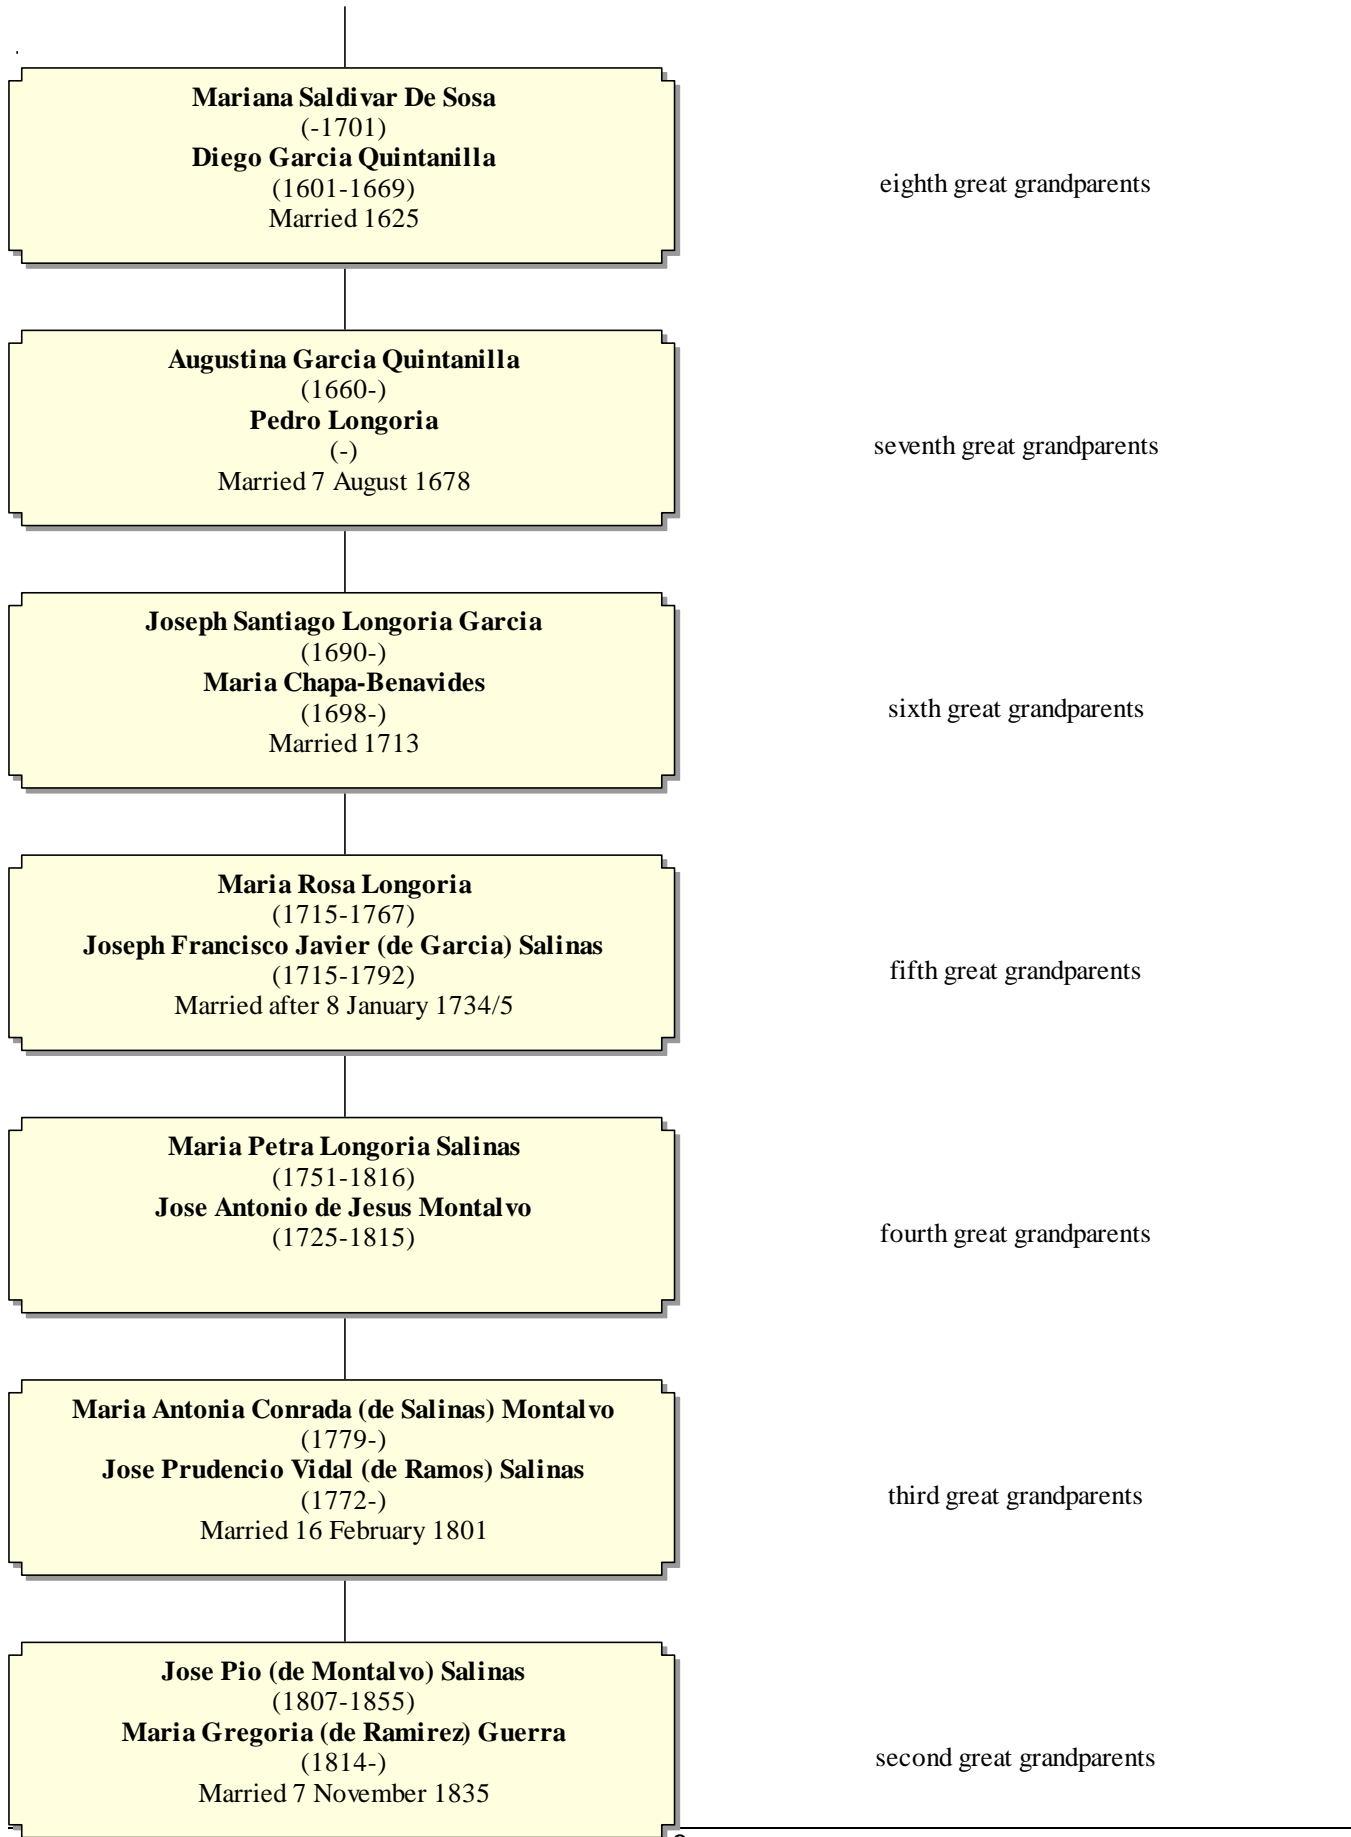 Mariana Saldivar De Sosa
(-1701)
Diego Garcia Quintanilla
(1601-1669)
Married 1625
eighth great grandparents
Augustina Garcia Quintanilla
(1660-)
Pedro Longoria
(-)
Married 7 August 1678
seventh great grandparents
Joseph Santiago Longoria Garcia
(1690-)
Maria Chapa-Benavides
(1698-)
Married 1713
sixth great grandparents
Maria Rosa Longoria
(1715-1767)
Joseph Francisco Javier (de Garcia) Salinas
(1715-1792)
Married after 8 January 1734/5
fifth great grandparents
Maria Petra Longoria Salinas
(1751-1816)
Jose Antonio de Jesus Montalvo
(1725-1815)
fourth great grandparents
Maria Antonia Conrada (de Salinas) Montalvo
(1779-)
Jose Prudencio Vidal (de Ramos) Salinas
(1772-)
Married 16 February 1801
third great grandparents
Jose Pio (de Montalvo) Salinas
(1807-1855)
Maria Gregoria (de Ramirez) Guerra
(1814-)
Married 7 November 1835
second great grandparents